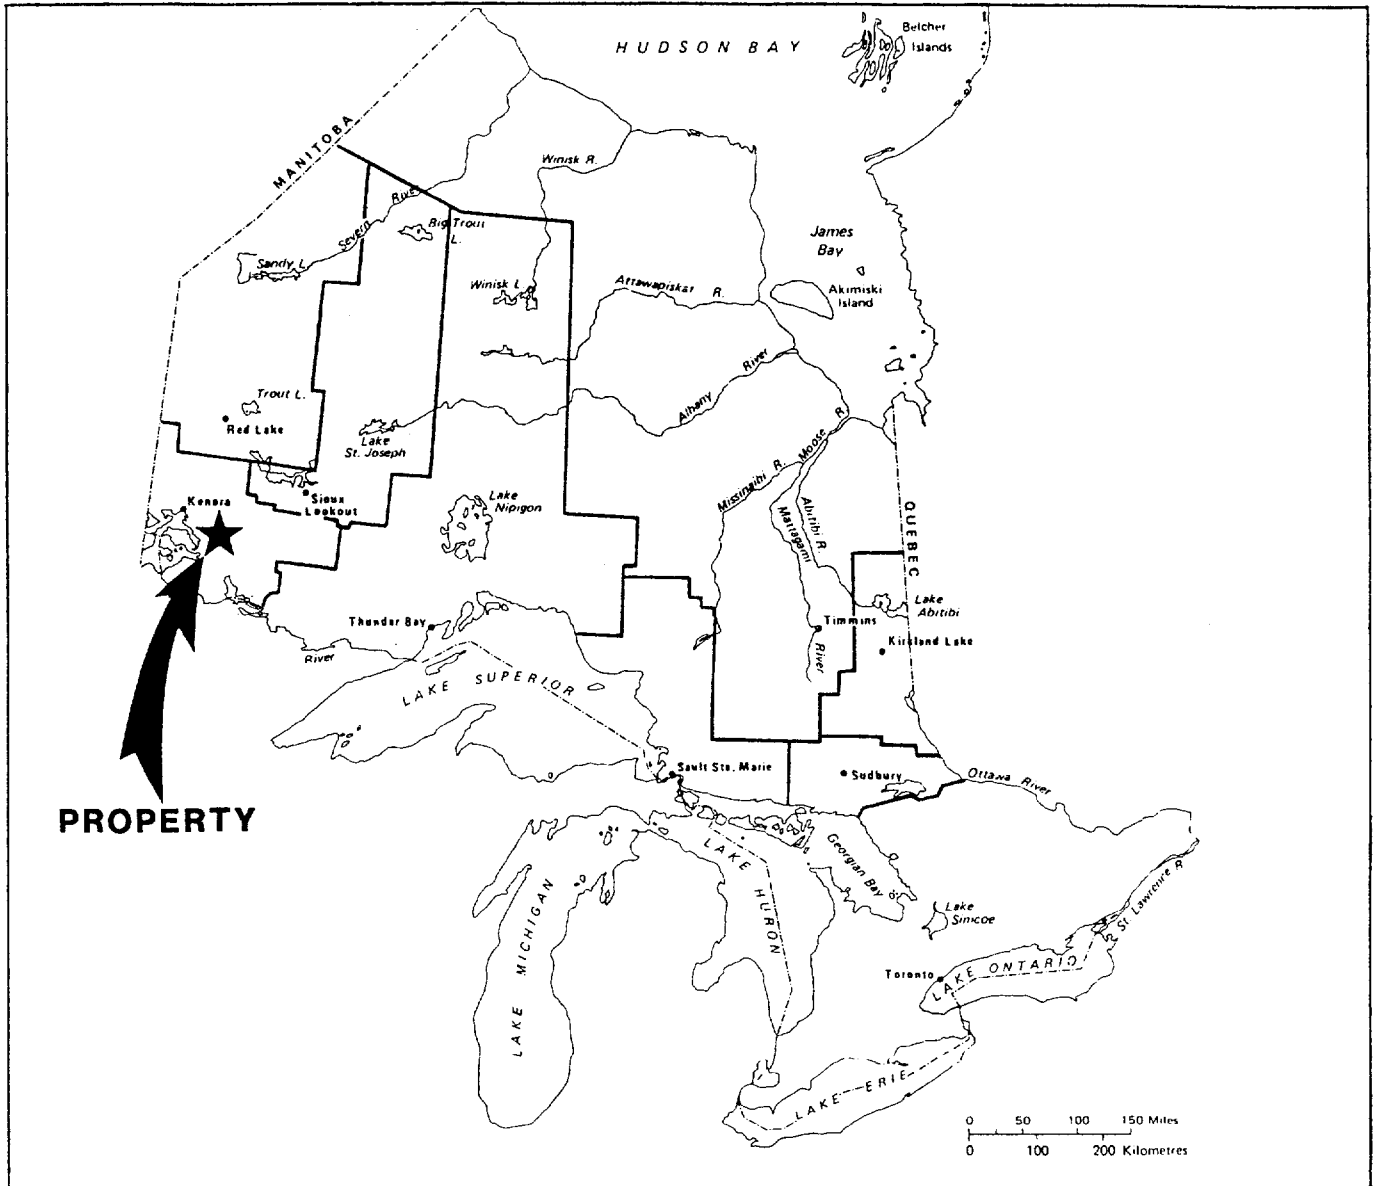 HUDSON BAY
Belcher
Islands
MANITOBA
Winisk R.
Severn River
Big Trout
L.
James
Bay
Sandy L.
Winisk L.
Attawapiskat R.
Akimiski
Island
Albany River
Trout L.
Red Lake
Lake
St. Joseph
Moose R.
Missinaibi R.
Kenora
Sioux
Lookout
Lake
Nipigon
Abitibi R.
Mattagami
River
QUEBEC
Lake
Abitibi
Thunder Bay
Timmins
Kirkland Lake
River
LAKE SUPERIOR
Sault Ste. Marie
Sudbury
Ottawa River
PROPERTY
LAKE HURON
Georgian Bay
LAKE MICHIGAN
Lake
Simcoe
St. Lawrence R.
Toronto
LAKE ONTARIO
LAKE ERIE
0 50 100 150 Miles
0 100 200 Kilometres